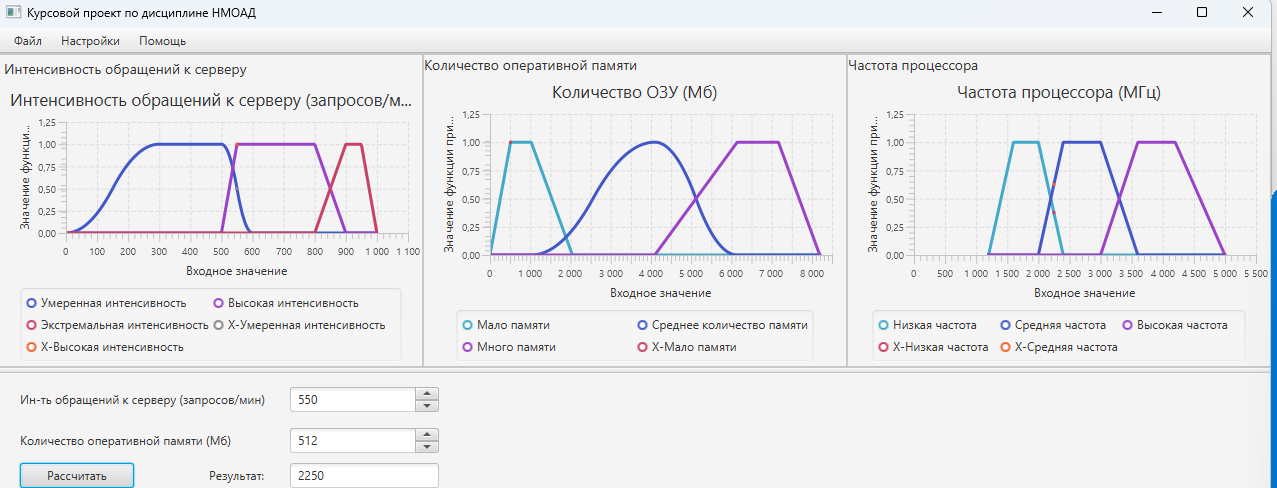 Курсовой проект по дисциплине НМОАД
Файл Настройки Помощь
Интенсивность обращений к серверу
Интенсивность обращений к серверу (запросов/м...
Значение функци...
1,25
1,00
0,75
0,50
0,25
0,00
0 100 200 300 400 500 600 700 800 900 1 000 1 100
Входное значение
Умеренная интенсивность Высокая интенсивность
Экстремальная интенсивность X-Умеренная интенсивность
X-Высокая интенсивность
Количество оперативной памяти
Количество ОЗУ (Мб)
Значение функции при...
1,25
1,00
0,75
0,50
0,25
0,00
0 1 000 2 000 3 000 4 000 5 000 6 000 7 000 8 000
Входное значение
Мало памяти Среднее количество памяти
Много памяти X-Мало памяти
Частота процессора
Частота процессора (МГц)
Значение функции при...
1,25
1,00
0,75
0,50
0,25
0,00
0 500 1 000 1 500 2 000 2 500 3 000 3 500 4 000 4 500 5 000 5 500
Входное значение
Низкая частота Средняя частота Высокая частота
X-Низкая частота X-Средняя частота
Ин-ть обращений к серверу (запросов/мин) 550
Количество оперативной памяти (Мб) 512
Рассчитать Результат: 2250